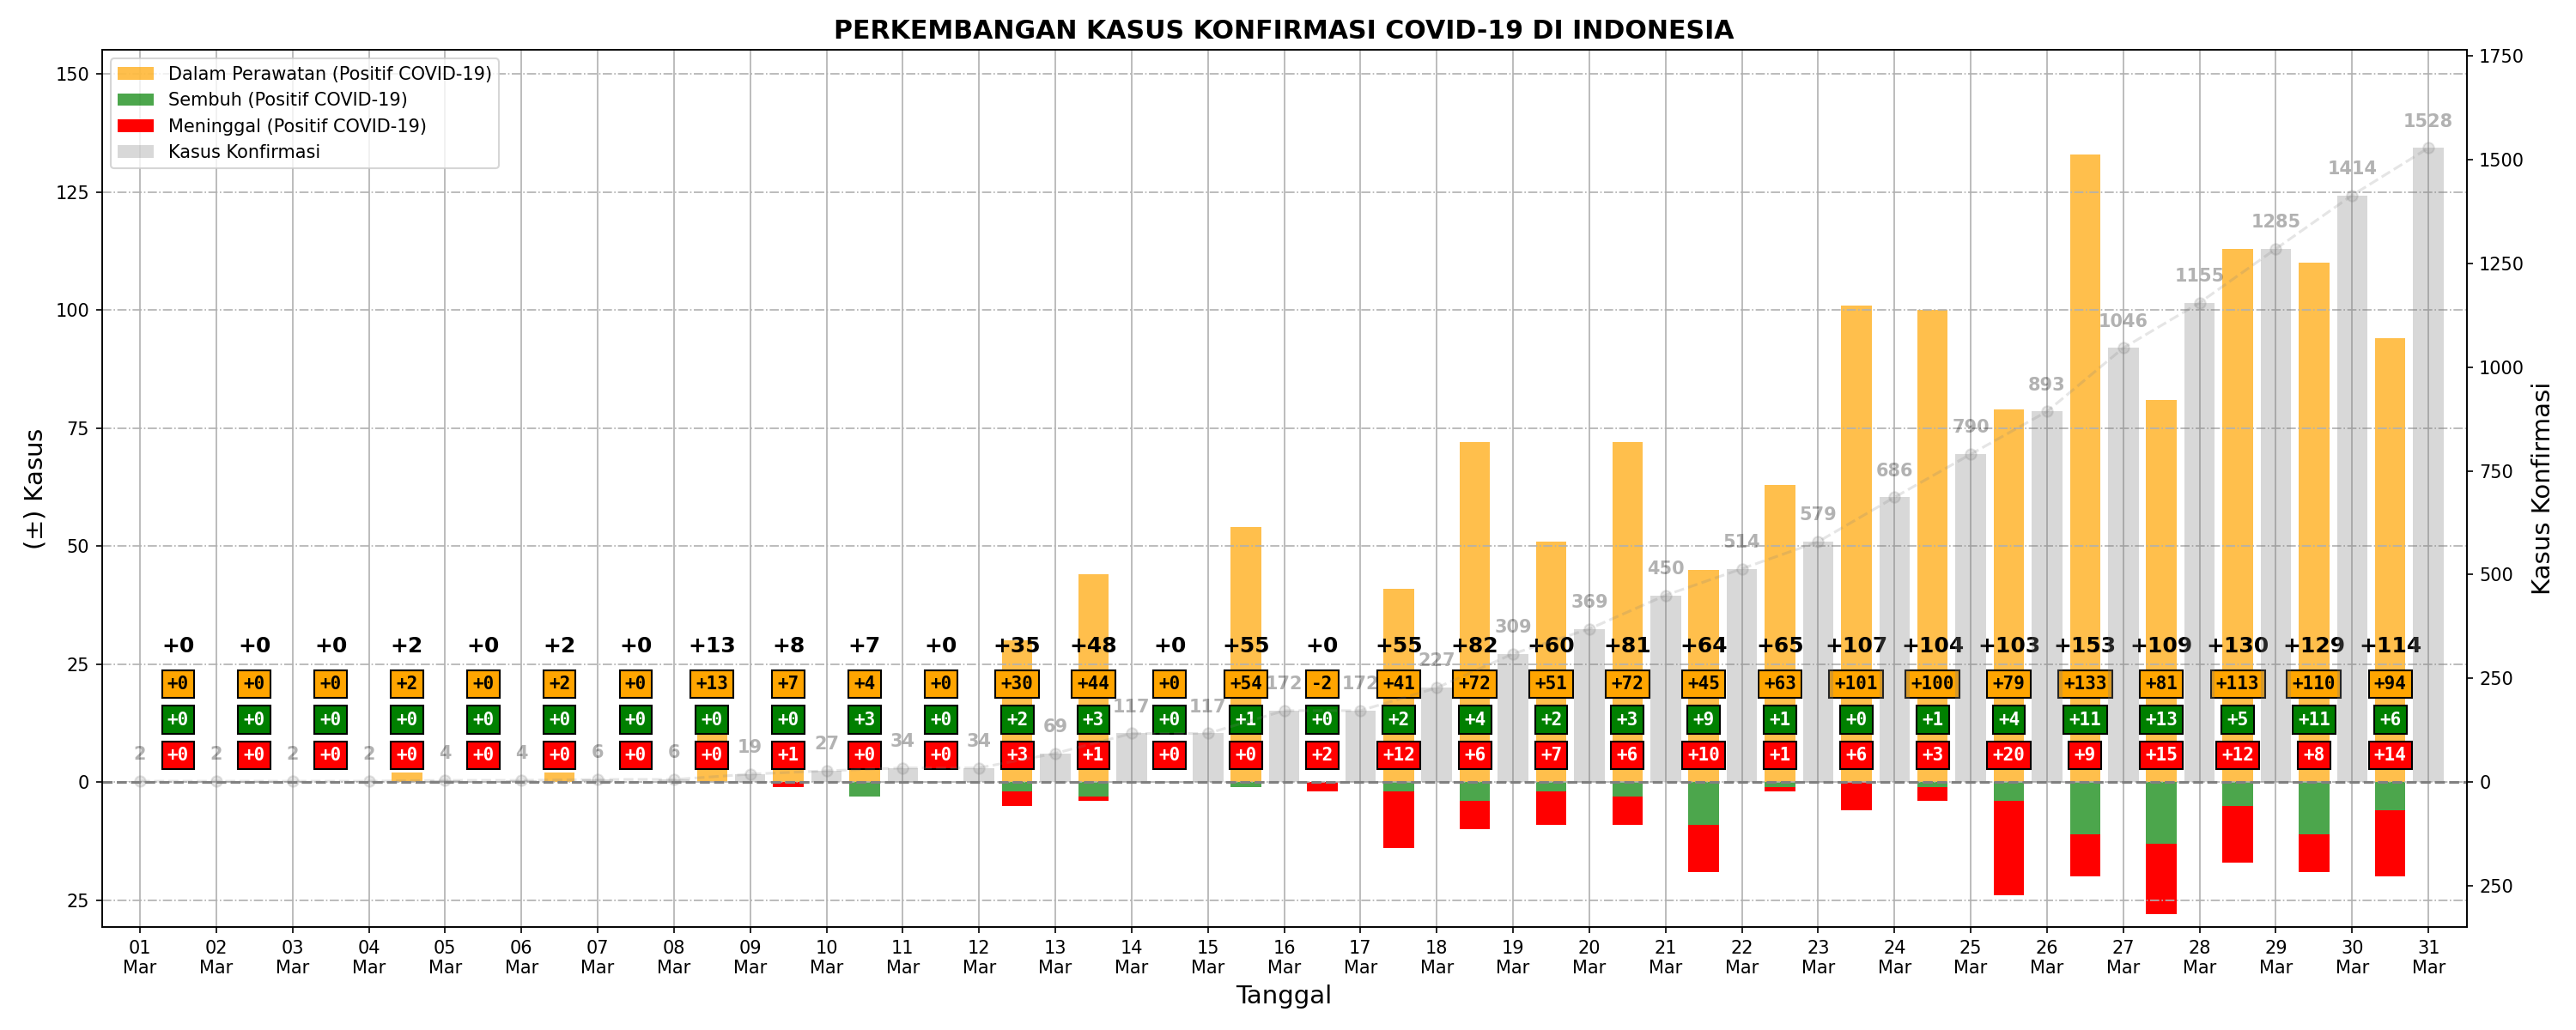 PERKEMBANGAN KASUS KONFIRMASI COVID-19 DI INDONESIA
Dalam Perawatan (Positif COVID-19)
Sembuh (Positif COVID-19)
Meninggal (Positif COVID-19)
Kasus Konfirmasi
(±) Kasus
150
125
100
75
50
25
0
25
1750
1500
1250
1000
750
500
250
0
250
Kasus Konfirmasi
2 2 2 2 4 4 6 6 19 27 34 34 69 117 117 172 172 227 309 369 450 514 579 686 790 893 1046 1155 1285 1414 1528
+0 +0 +0 +2 +0 +2 +0 +13 +8 +7 +0 +35 +48 +0 +55 +0 +55 +82 +60 +81 +64 +65 +107 +104 +103 +153 +109 +130 +129 +114
+0 +0 +0 +2 +0 +2 +0 +13 +7 +4 +0 +30 +44 +0 +54 -2 +41 +72 +51 +72 +45 +63 +101 +100 +79 +133 +81 +113 +110 +94
+0 +0 +0 +0 +0 +0 +0 +0 +0 +3 +0 +2 +3 +0 +1 +0 +2 +4 +2 +3 +9 +1 +0 +1 +4 +11 +13 +5 +11 +6
+0 +0 +0 +0 +0 +0 +0 +0 +1 +0 +0 +3 +1 +0 +0 +2 +12 +6 +7 +6 +10 +1 +6 +3 +20 +9 +15 +12 +8 +14
01 02 03 04 05 06 07 08 09 10 11 12 13 14 15 16 17 18 19 20 21 22 23 24 25 26 27 28 29 30 31
Mar Mar Mar Mar Mar Mar Mar Mar Mar Mar Mar Mar Mar Mar Mar Mar Mar Mar Mar Mar Mar Mar Mar Mar Mar Mar Mar Mar Mar Mar Mar
Tanggal